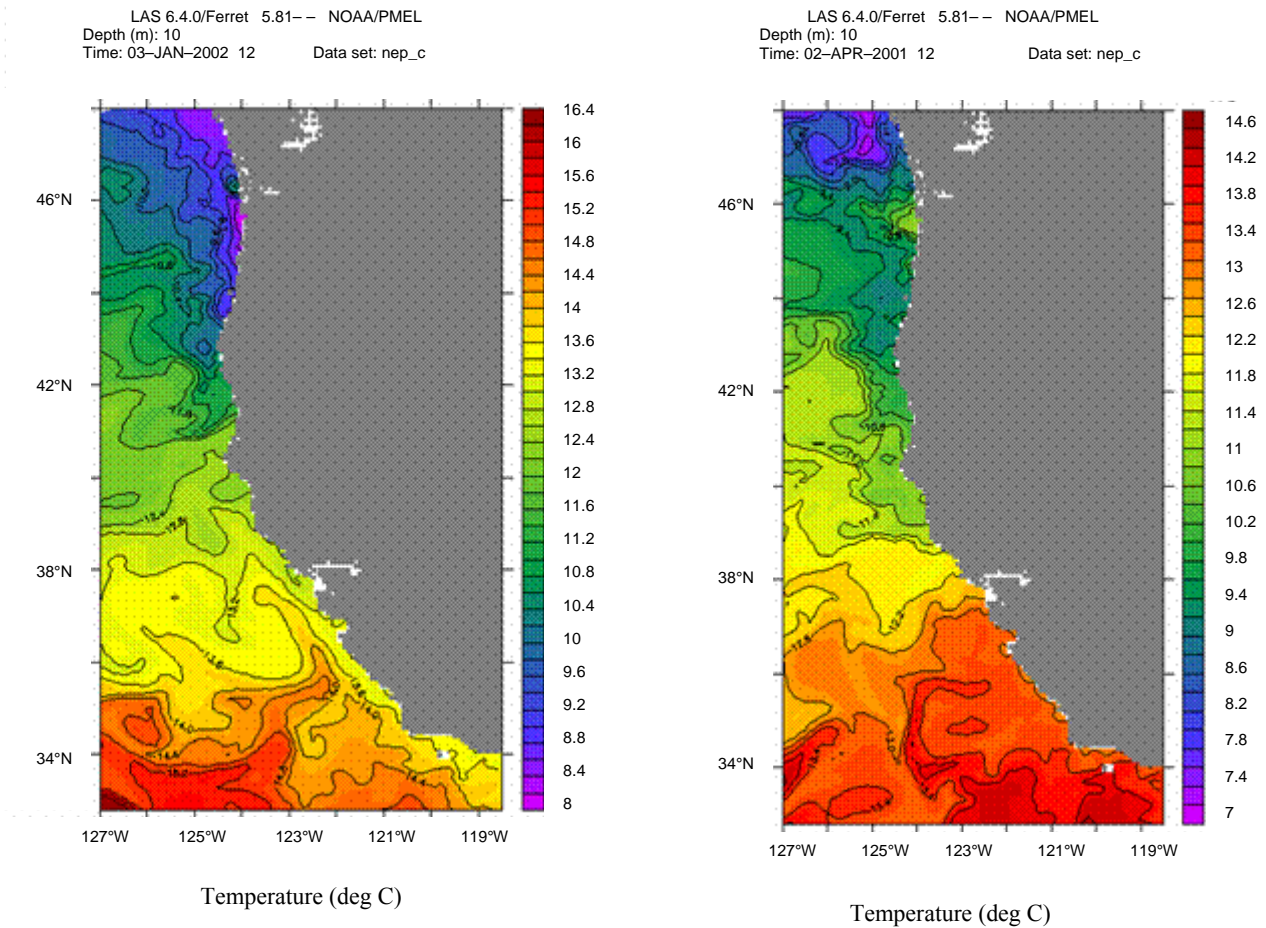 LAS 6.4.0/Ferret 5.81– – NOAA/PMEL
Depth (m): 10
Time: 03–JAN–2002 12 Data set: nep_c
16.4
16
15.6
15.2
14.8
14.4
14
13.6
13.2
12.8
12.4
12
11.6
11.2
10.8
10.4
10
9.6
9.2
8.8
8.4
8
46°N
42°N
38°N
34°N
127°W 125°W 123°W 121°W 119°W
Temperature (deg C)
LAS 6.4.0/Ferret 5.81– – NOAA/PMEL
Depth (m): 10
Time: 02–APR–2001 12 Data set: nep_c
14.6
14.2
13.8
13.4
13
12.6
12.2
11.8
11.4
11
10.6
10.2
9.8
9.4
9
8.6
8.2
7.8
7.4
7
46°N
42°N
38°N
34°N
127°W 125°W 123°W 121°W 119°W
Temperature (deg C)